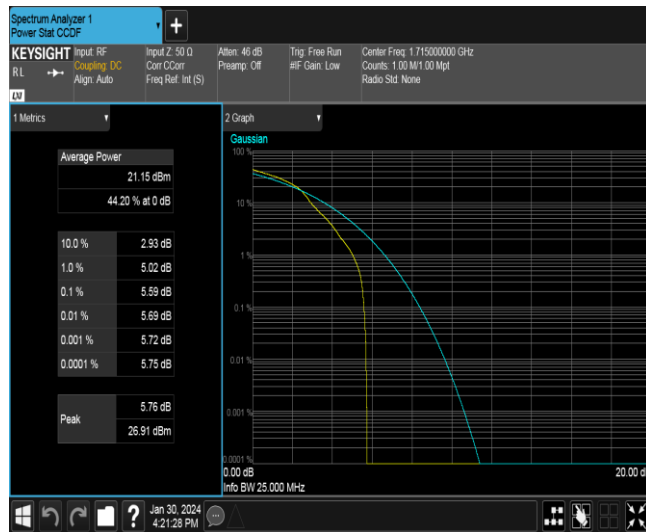 Spectrum Analyzer 1
Power Stat CCDF
+
KEYSIGHT
RL
LXI
Input: RF
Coupling: DC
Align: Auto
Input Z: 50 Ω
Corr CCorr
Freq Ref: Int (S)
Atten: 46 dB
Preamp: Off
Trig: Free Run
#IF Gain: Low
Center Freq: 1.715000000 GHz
Counts: 1.00 M/1.00 Mpt
Radio Std: None
1 Metrics
Average Power
21.15 dBm
44.20 % at 0 dB
10.0 % 2.93 dB
1.0 % 5.02 dB
0.1 % 5.59 dB
0.01 % 5.69 dB
0.001 % 5.72 dB
0.0001 % 5.75 dB
Peak
5.76 dB
26.91 dBm
2 Graph
Gaussian
100 %
10 %
1 %
0.1 %
0.01 %
0.001 %
0.0001 %
0.00 dB
20.00 d
Info BW 25.000 MHz
?
Jan 30, 2024
4:21:28 PM